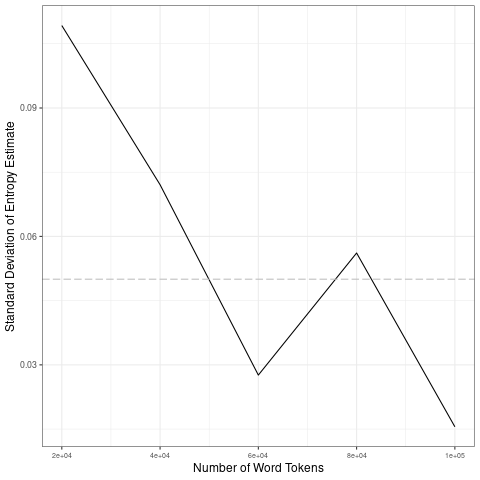 Standard Deviation of Entropy Estimate
0.09
0.06
0.03
2e+04 4e+04 6e+04 8e+04 1e+05
Number of Word Tokens